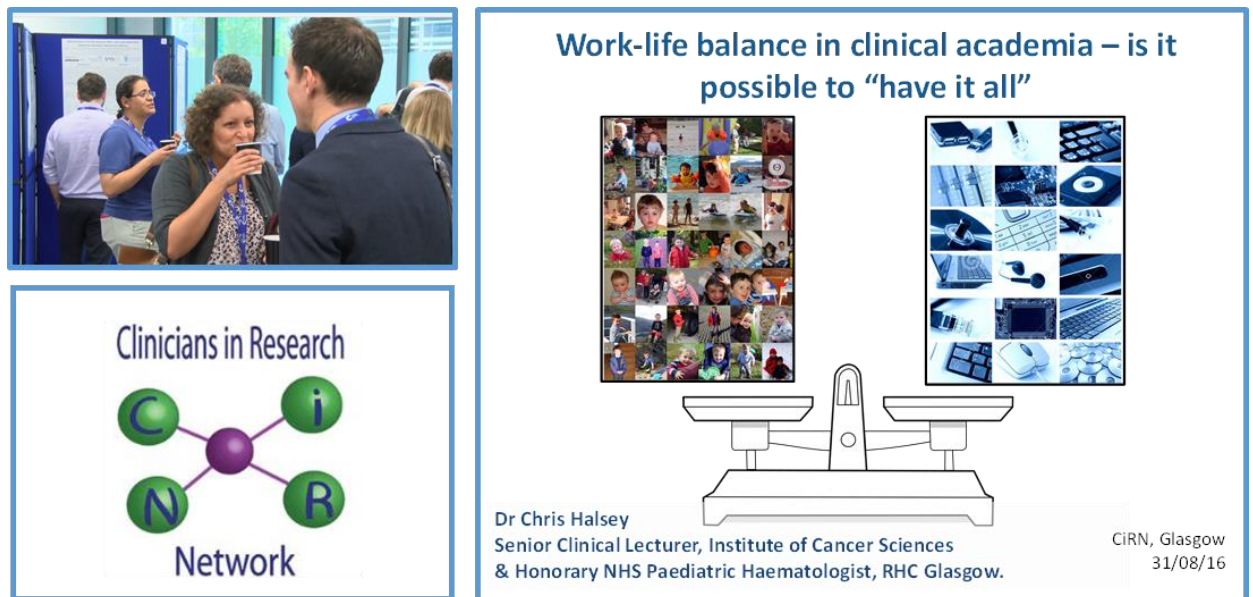 Work-life balance in clinical academia – is it
possible to “have it all”
Clinicians in Research
C i
N R
Network
Dr Chris Halsey
Senior Clinical Lecturer, Institute of Cancer Sciences
& Honorary NHS Paediatric Haematologist, RHC Glasgow.
CiRN, Glasgow
31/08/16